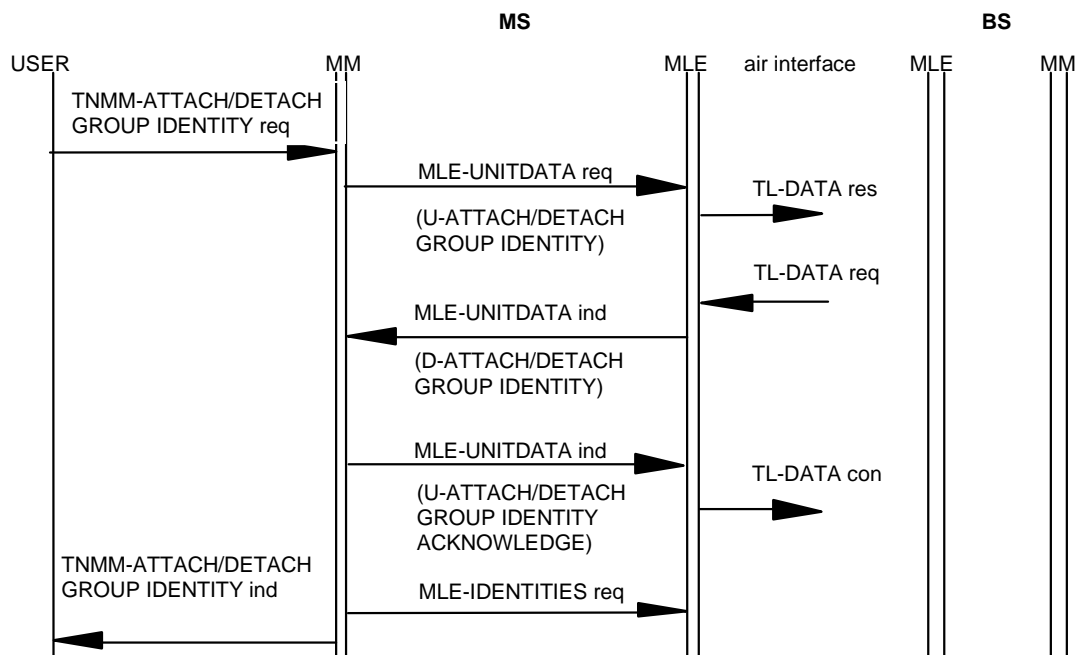 MS
BS
USER
MM
MLE
air interface
MLE
MM
TNMM-ATTACH/DETACH
GROUP IDENTITY req
MLE-UNITDATA req
TL-DATA res
(U-ATTACH/DETACH
GROUP IDENTITY)
TL-DATA req
MLE-UNITDATA ind
(D-ATTACH/DETACH
GROUP IDENTITY)
MLE-UNITDATA ind
TL-DATA con
(U-ATTACH/DETACH
GROUP IDENTITY
ACKNOWLEDGE)
TNMM-ATTACH/DETACH
GROUP IDENTITY ind
MLE-IDENTITIES req